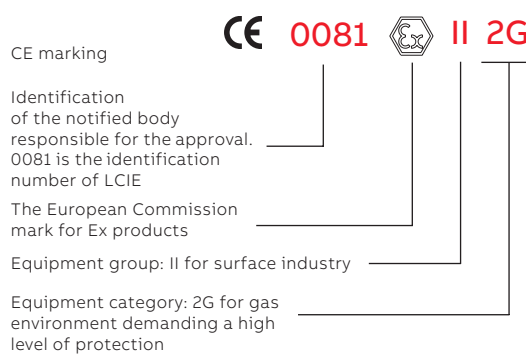 CE 0081 Ex II 2G
CE marking
Identification
of the notified body
responsible for the approval.
0081 is the identification
number of LCIE
The European Commission
mark for Ex products
Equipment group: II for surface industry
Equipment category: 2G for gas
environment demanding a high
level of protection